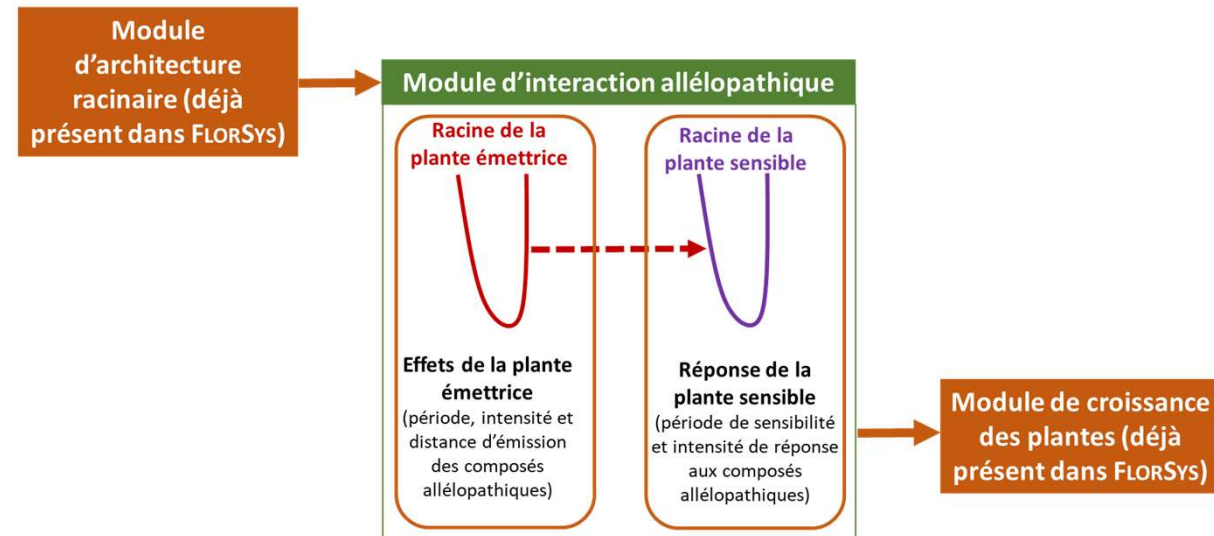 Module
d'architecture
racinaire (déjà
présent dans FLORSYS)
Module d'interaction allélopathique
Racine de la
plante émettrice
Effets de la plante
émettrice
(période, intensité et
distance d'émission
des composés
allélopathiques)
Racine de la
plante sensible
Réponse de la
plante sensible
(période de sensibilité
et intensité de réponse
aux composés
allélopathiques)
Module de croissance
des plantes (déjà
présent dans FLORSYS)